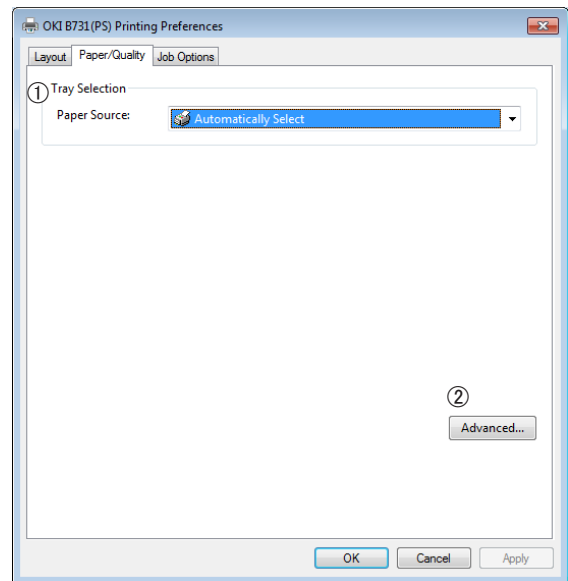 OKI B731(PS) Printing Preferences
Layout Paper/Quality Job Options
① Tray Selection
Paper Source: Automatically Select
②
Advanced...
OK Cancel Apply